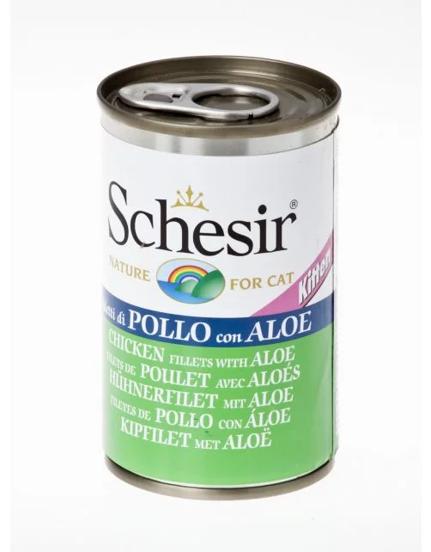 Schesir®
NATURE FOR CAT
Kitten
di POLLO con ALOE
CHICKEN FILLETS WITH ALOE
DE POULET AVEC ALOÉS
HÜHNERFILET MIT ALOE
DE POLLO CON ÁLOE
KIPFILET MET ALOË